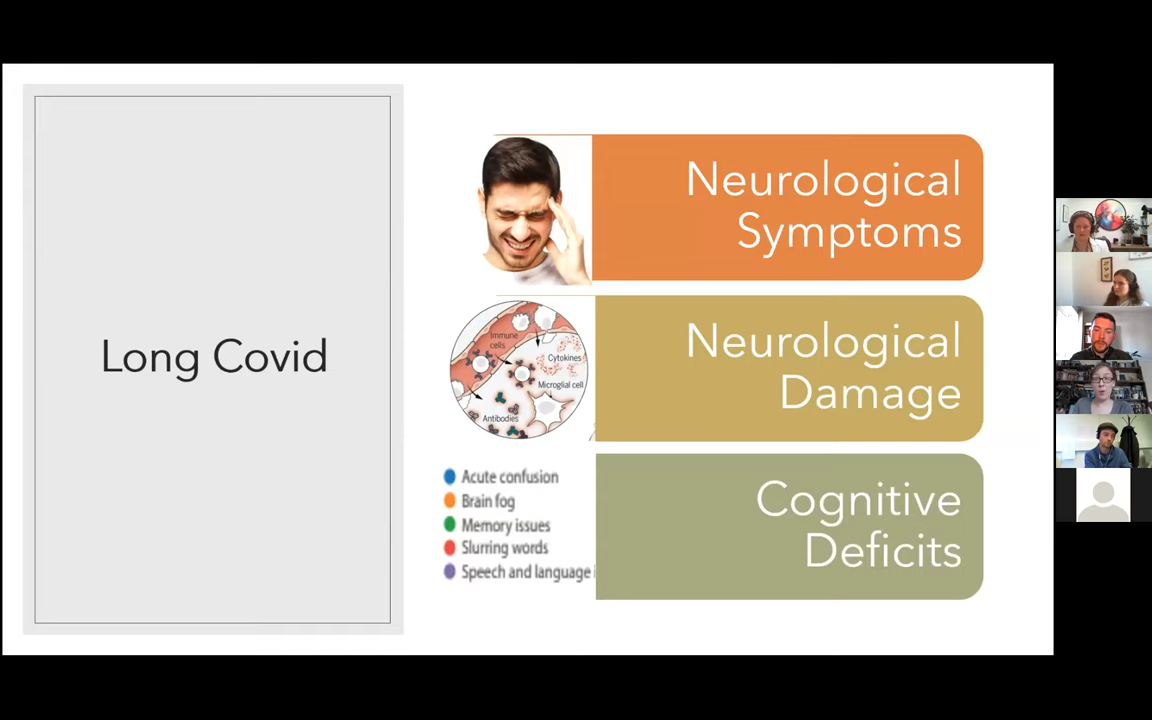 Long Covid
Neurological
Symptoms
Immune
cells
Cytokines
Microglial cell
Antibodies
Neurological
Damage
Acute confusion
Brain fog
Memory issues
Slurring words
Speech and language
Cognitive
Deficits